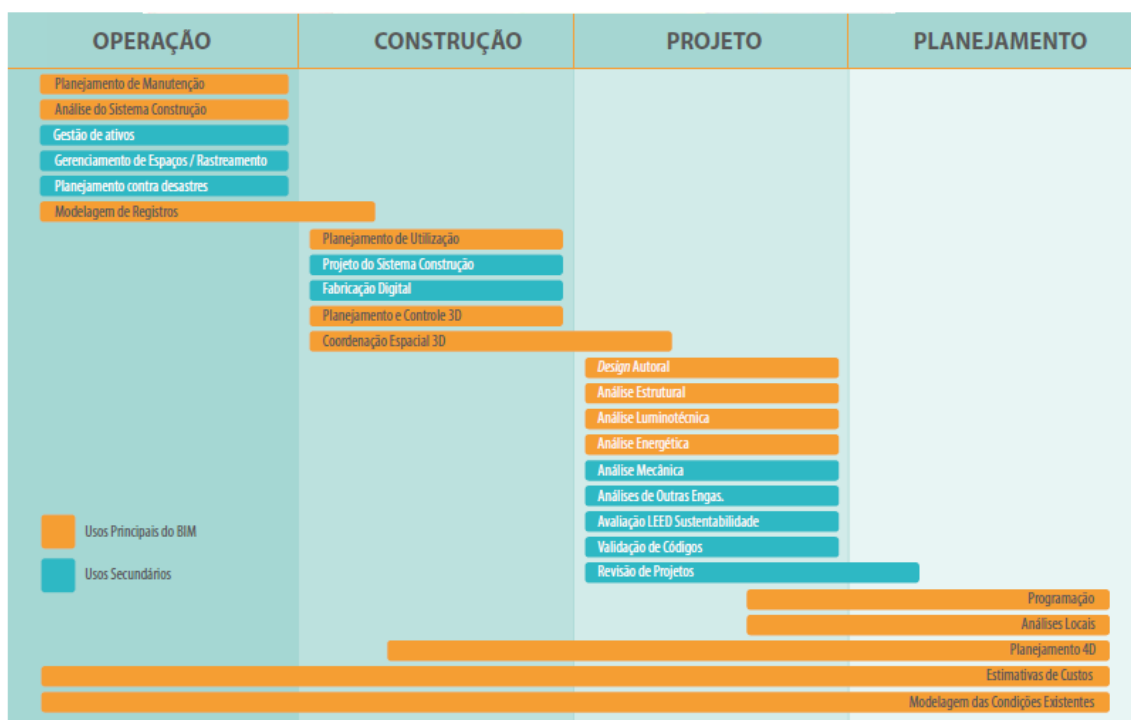 OPERAÇÃO
CONSTRUÇÃO
PROJETO
PLANEJAMENTO
Planejamento de Manutenção
Análise do Sistema Construção
Gestão de ativos
Gerenciamento de Espaços / Rastreamento
Planejamento contra desastres
Modelagem de Registros
Planejamento de Utilização
Projeto do Sistema Construção
Fabricação Digital
Planejamento e Controle 3D
Coordenação Espacial 3D
Design Autoral
Análise Estrutural
Análise Luminotécnica
Análise Energética
Análise Mecânica
Análises de Outras Engas.
Avaliação LEED Sustentabilidade
Validação de Códigos
Revisão de Projetos
Programação
Análises Locais
Planejamento 4D
Estimativas de Custos
Modelagem das Condições Existentes
Usos Principais do BIM
Usos Secundários